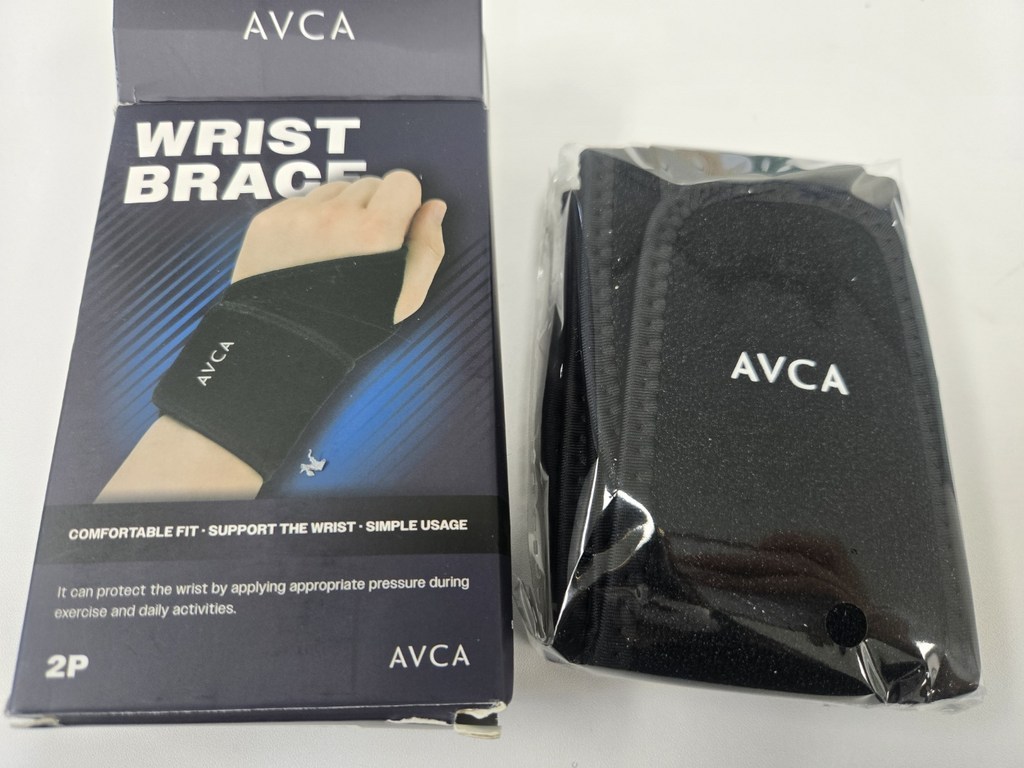 AVCA
WRIST
BRACE
AVCA
COMFORTABLE FIT · SUPPORT THE WRIST · SIMPLE USAGE
It can protect the wrist by applying appropriate pressure during
exercise and daily activities.
2P
AVCA
AVCA